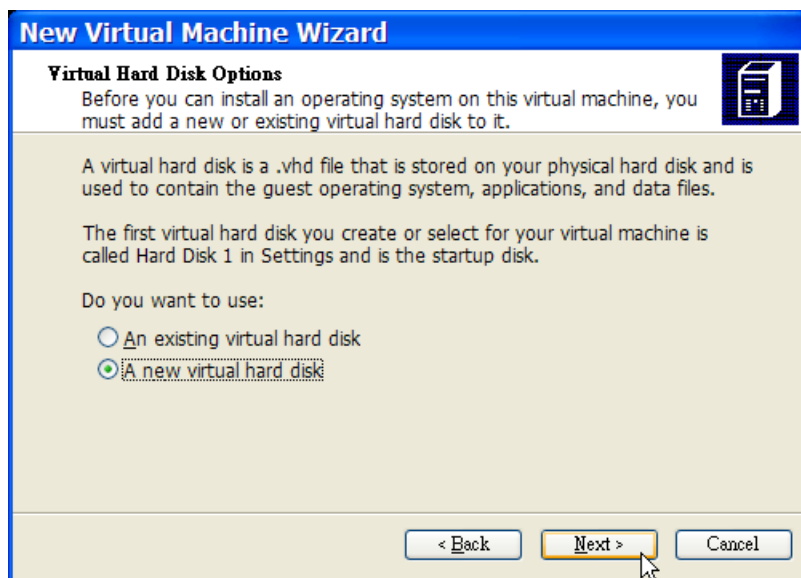 New Virtual Machine Wizard
Virtual Hard Disk Options
Before you can install an operating system on this virtual machine, you
must add a new or existing virtual hard disk to it.
A virtual hard disk is a .vhd file that is stored on your physical hard disk and is
used to contain the guest operating system, applications, and data files.
The first virtual hard disk you create or select for your virtual machine is
called Hard Disk 1 in Settings and is the startup disk.
Do you want to use:
An existing virtual hard disk
A new virtual hard disk
< Back Next > Cancel